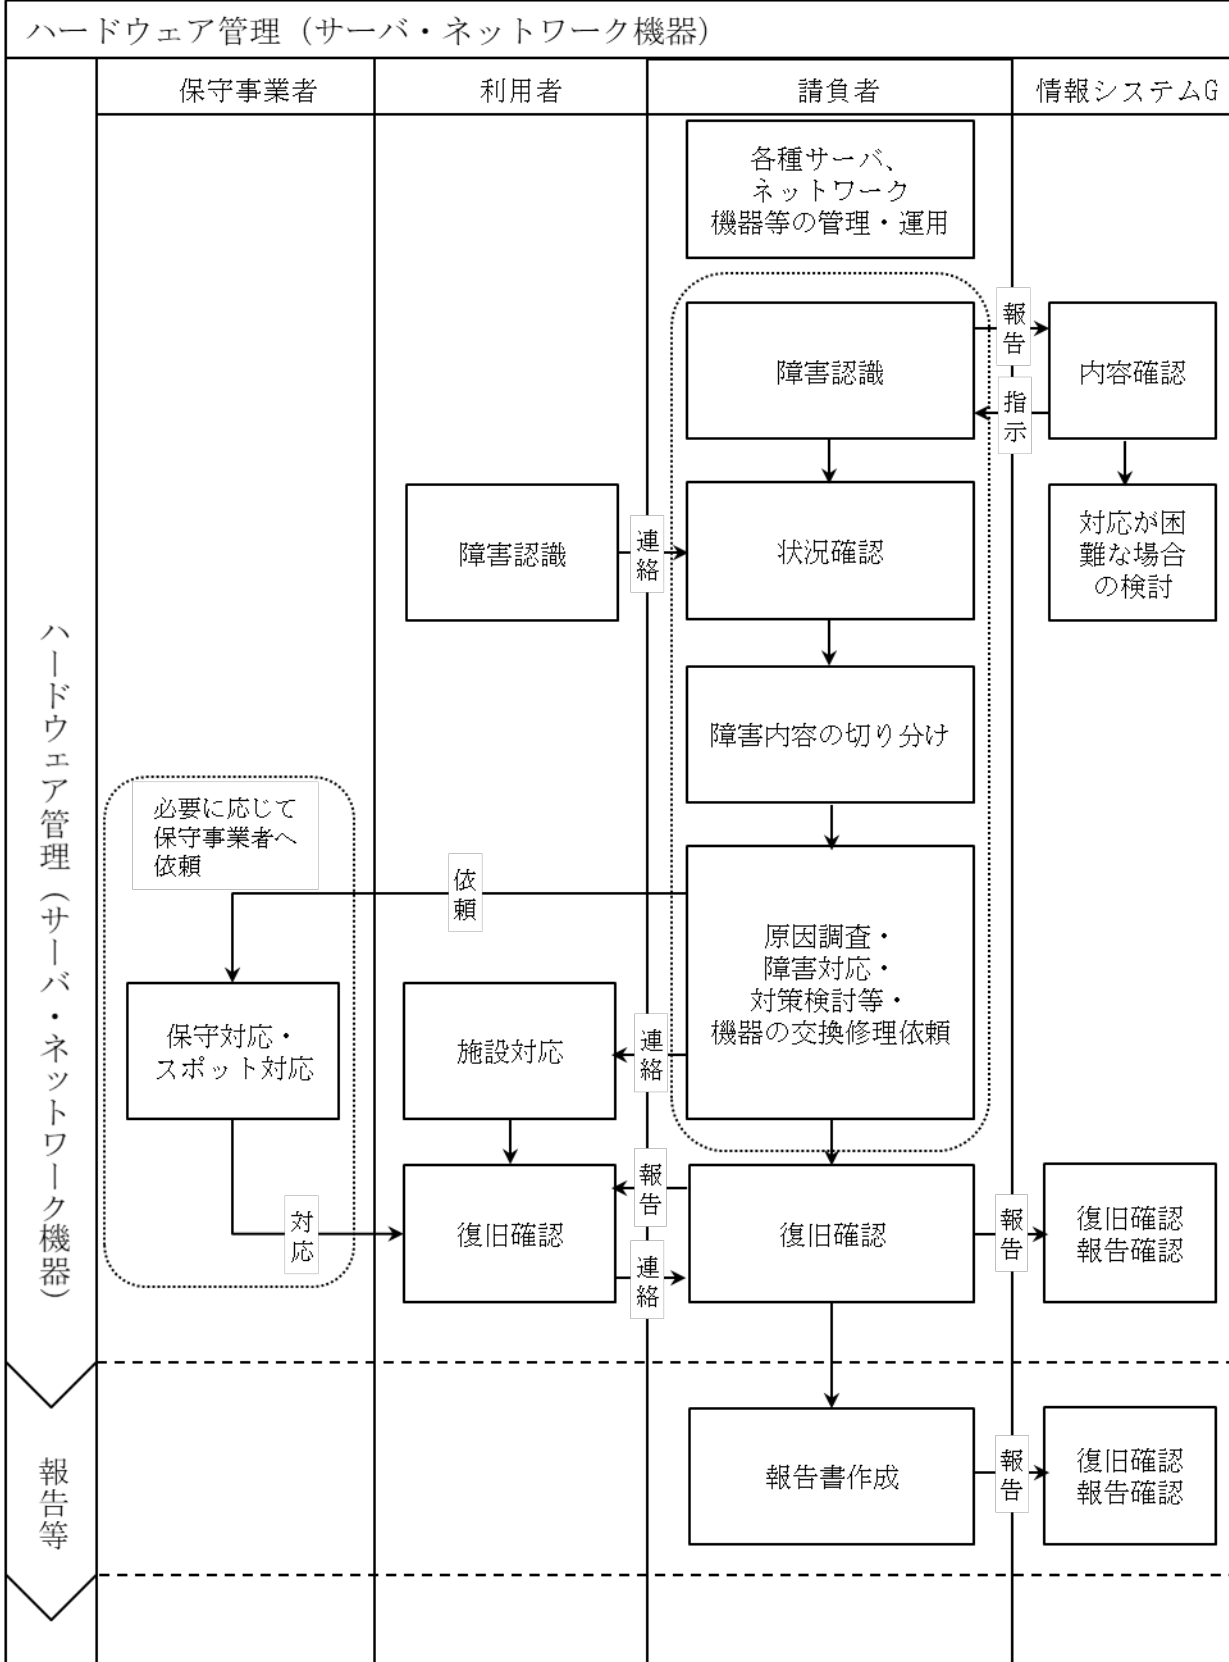 ハードウェア管理（サーバ・ネットワーク機器）
保守事業者
利用者
請負者
情報システムG
各種サーバ、
ネットワーク
機器等の管理・運用
障害認識
報告
内容確認
指示
障害認識
連絡
状況確認
対応が困
難な場合
の検討
障害内容の切り分け
ハードウェア管理（サーバ・ネットワーク機器）
必要に応じて
保守事業者へ
依頼
依頼
原因調査・
障害対応・
対策検討等・
機器の交換修理依頼
保守対応・
スポット対応
施設対応
連絡
対応
復旧確認
報告
連絡
復旧確認
報告
復旧確認
報告確認
報告等
報告書作成
報告
復旧確認
報告確認